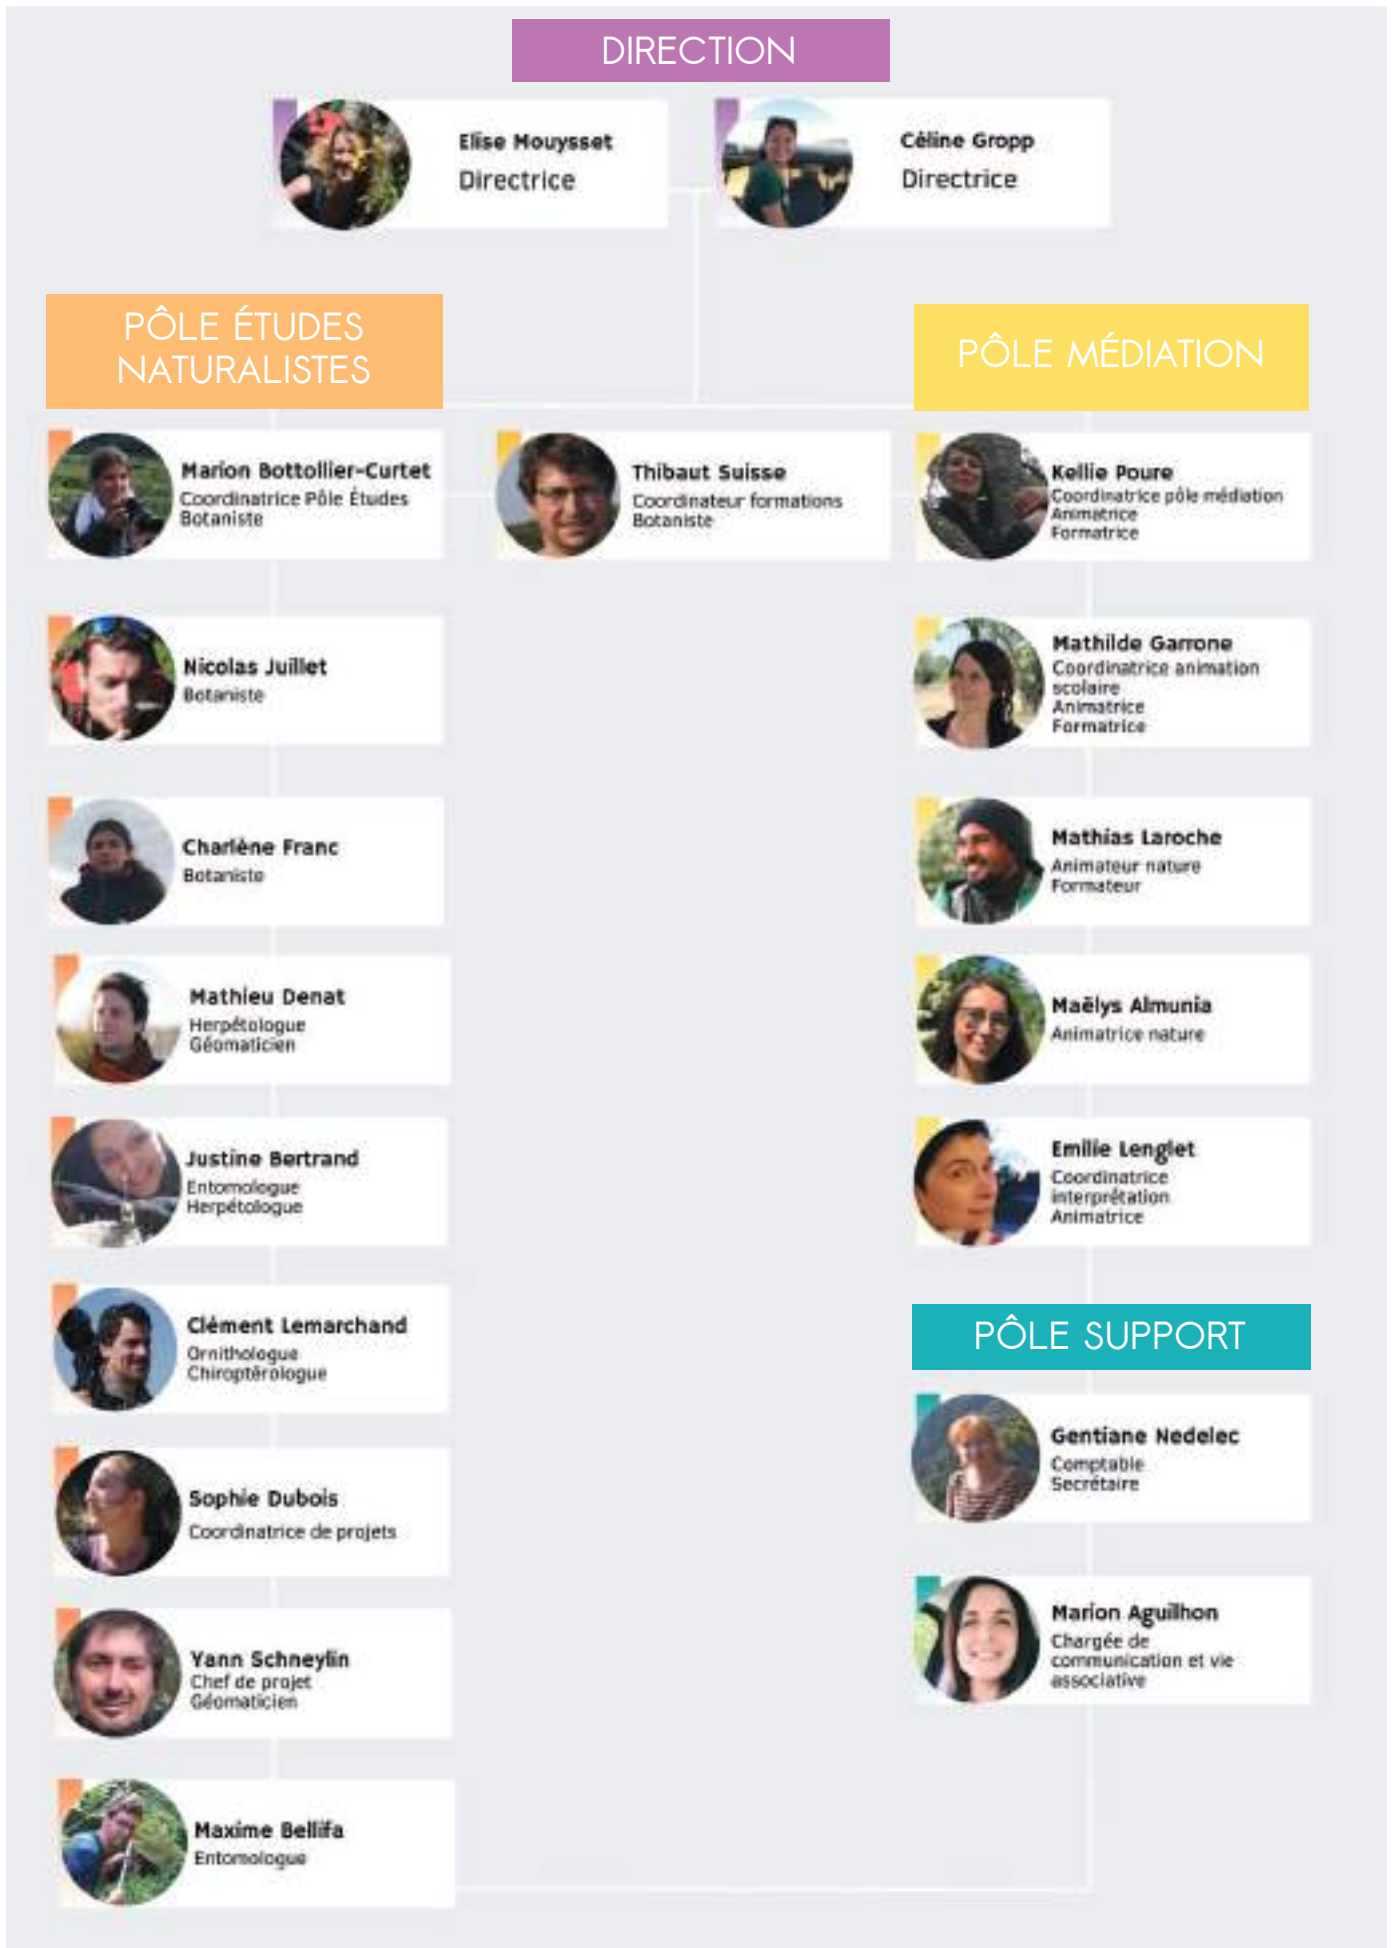 DIRECTION
Elise Mouysset
Directrice
Céline Gropp
Directrice
PÔLE ÉTUDES
NATURALISTES
Marion Bottollier-Curtet
Coordinatrice Pôle Études
Botaniste
Nicolas Juillet
Botaniste
Charlène Franc
Botaniste
Mathieu Denat
Herpétologue
Géomaticien
Justine Bertrand
Entomologue
Herpétologue
Clément Lemarchand
Ornithologue
Chiroptérologue
Sophie Dubois
Coordinatrice de projets
Yann Schneylin
Chef de projet
Géomaticien
Maxime Bellifa
Entomologue
Thibaut Suisse
Coordinateur formations
Botaniste
PÔLE MÉDIATION
Kellie Poure
Coordinatrice pôle médiation
Animatrice
Formatrice
Mathilde Garrone
Coordinatrice animation
scolaire
Animatrice
Formatrice
Mathias Laroche
Animateur nature
Formateur
Maëlys Almunia
Animatrice nature
Emilie Lenglet
Coordinatrice
interprétation
Animatrice
PÔLE SUPPORT
Gentiane Nedelec
Comptable
Secrétaire
Marion Aguilhon
Chargée de
communication et vie
associative